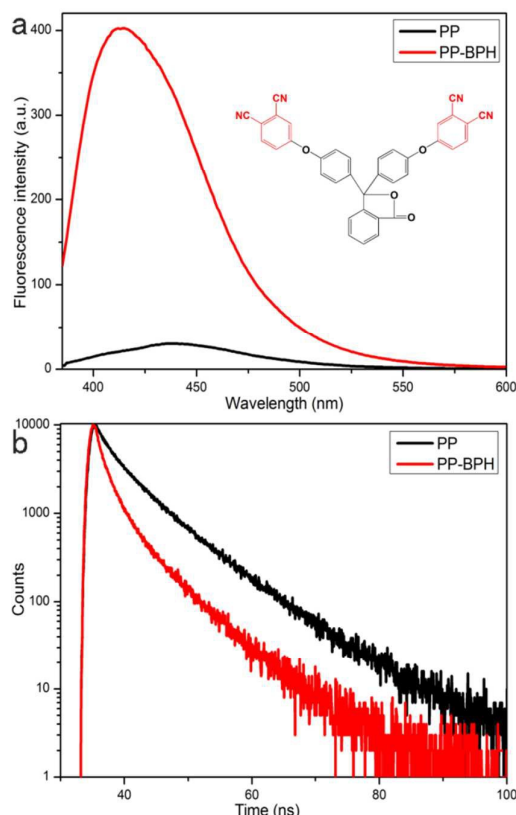 a
PP
PP-BPH
CN
CN
CN
CN
O
O
O
O
Fluorescence intensity (a.u.)
400
300
200
100
0
400
450
500
550
600
Wavelength (nm)
b
PP
PP-BPH
Counts
10000
1000
100
10
1
40
60
80
100
Time (ns)